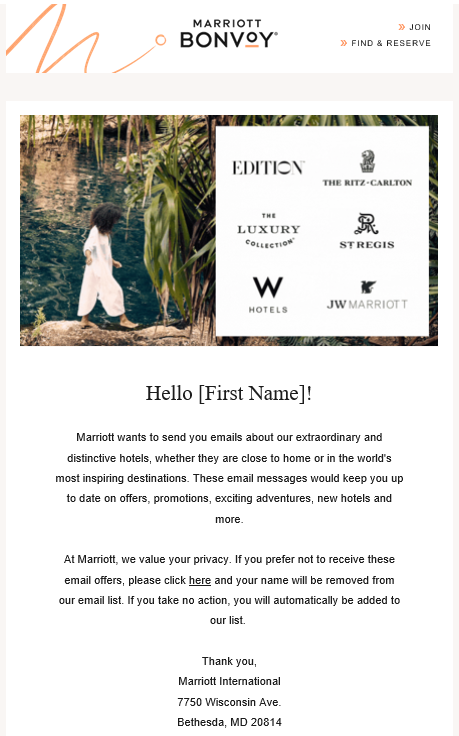 MARRIOTT
BONVOY
JOIN
FIND & RESERVE
EDITION
THE RITZ-CARLTON
THE
LUXURY
COLLECTION
ST REGIS
W
HOTELS
JW MARRIOTT
Hello [First Name]!
Marriott wants to send you emails about our extraordinary and
distinctive hotels, whether they are close to home or in the world's
most inspiring destinations. These email messages would keep you up
to date on offers, promotions, exciting adventures, new hotels and
more.
At Marriott, we value your privacy. If you prefer not to receive these
email offers, please click here and your name will be removed from
our email list. If you take no action, you will automatically be added to
our list.
Thank you,
Marriott International
7750 Wisconsin Ave.
Bethesda, MD 20814